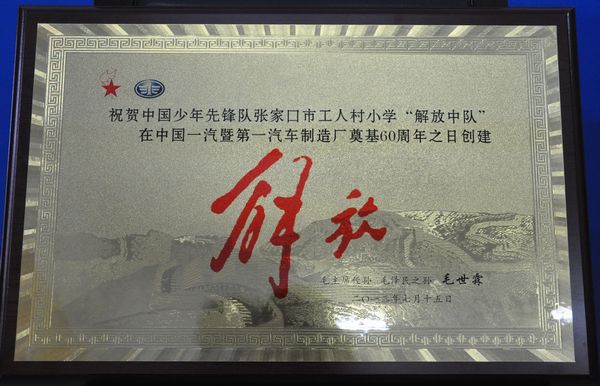 祝贺中国少年先锋队张家口市工人村小学“解放中队”
在中国一汽暨第一汽车制造厂奠基60周年之日创建
解放
毛主席侄孙 毛泽民之孙 毛世霖
二〇一三年七月十五日